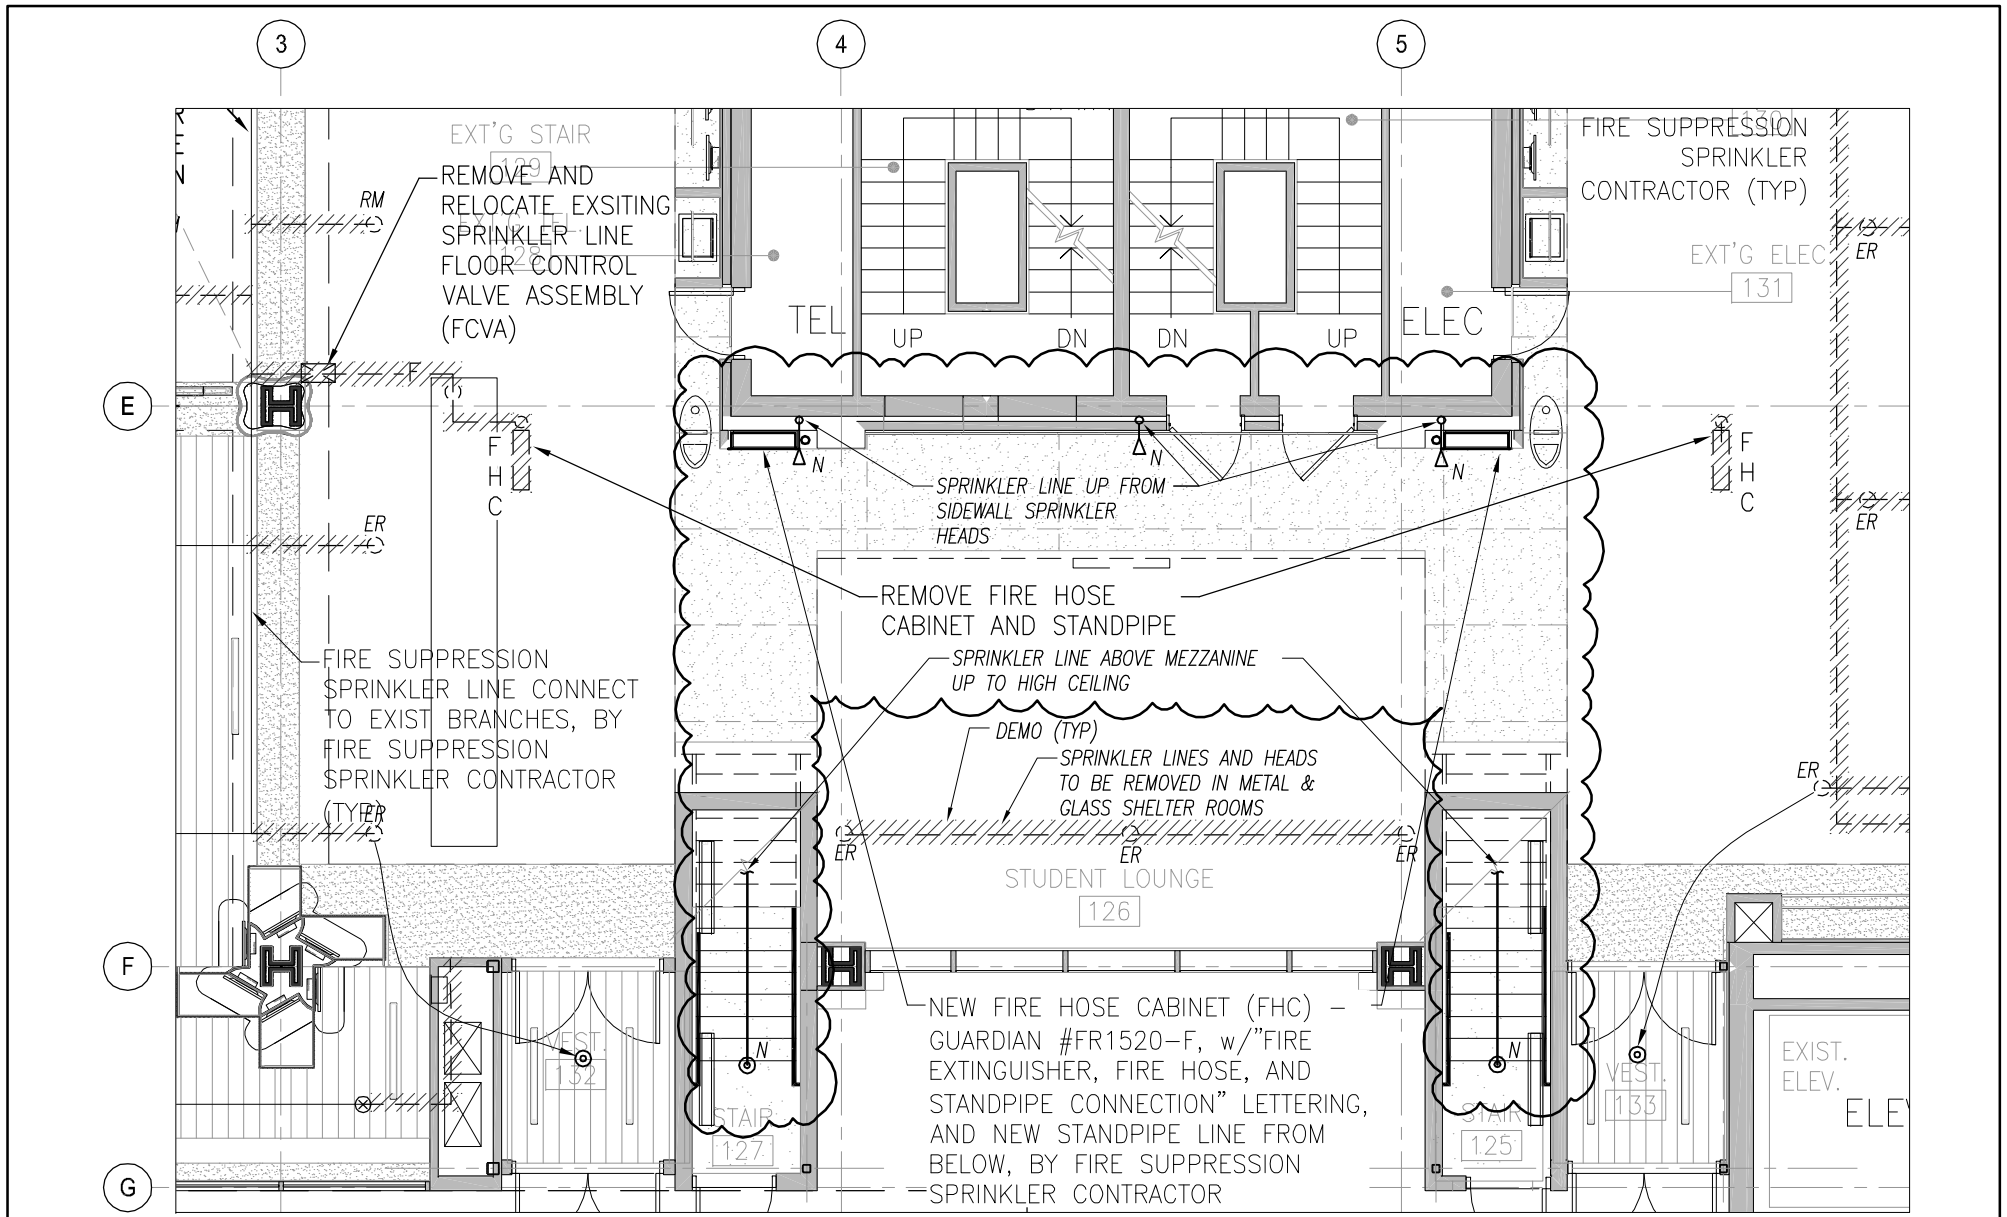 3
4
5
E
F
G
EXT'G STAIR
129
REMOVE AND
RELOCATE EXSITING
SPRINKLER LINE
FLOOR CONTROL
VALVE ASSEMBLY
(FCVA)
EXT'G TEL.
128
RM
FIRE SUPPRESSION
SPRINKLER
CONTRACTOR (TYP)
130
ER
EXT'G ELEC
131
TEL
UP
DN
DN
UP
ELEC
F
F
H
C
N
N
N
F
H
C
ER
ER
SPRINKLER LINE UP FROM
SIDEWALL SPRINKLER
HEADS
REMOVE FIRE HOSE
CABINET AND STANDPIPE
SPRINKLER LINE ABOVE MEZZANINE
UP TO HIGH CEILING
FIRE SUPPRESSION
SPRINKLER LINE CONNECT
TO EXIST BRANCHES, BY
FIRE SUPPRESSION
SPRINKLER CONTRACTOR
(TYP)
ER
DEMO (TYP)
SPRINKLER LINES AND HEADS
TO BE REMOVED IN METAL &
GLASS SHELTER ROOMS
ER
ER
ER
ER
STUDENT LOUNGE
126
NEW FIRE HOSE CABINET (FHC) –
GUARDIAN #FR1520–F, w/"FIRE
EXTINGUISHER, FIRE HOSE, AND
STANDPIPE CONNECTION" LETTERING,
AND NEW STANDPIPE LINE FROM
BELOW, BY FIRE SUPPRESSION
SPRINKLER CONTRACTOR
N
N
VEST.
132
STAIR
127
STAIR
125
VEST.
133
EXIST.
ELEV.
ELEV